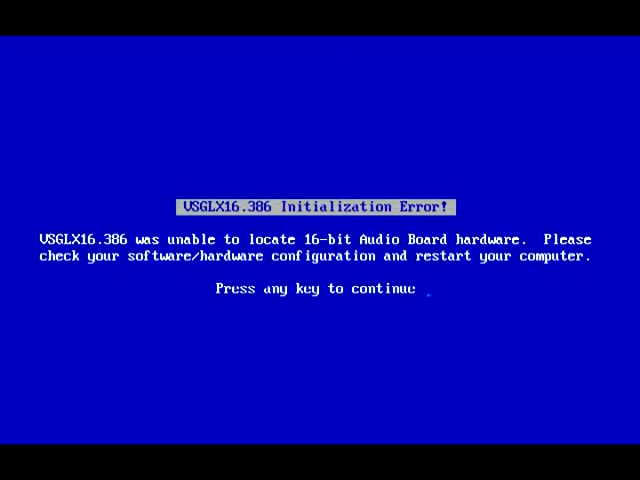 VSGLX16.386 Initialization Error!
VSGLX16.386 was unable to locate 16-bit Audio Board hardware.  Please
check your software/hardware configuration and restart your computer.
Press any key to continue _